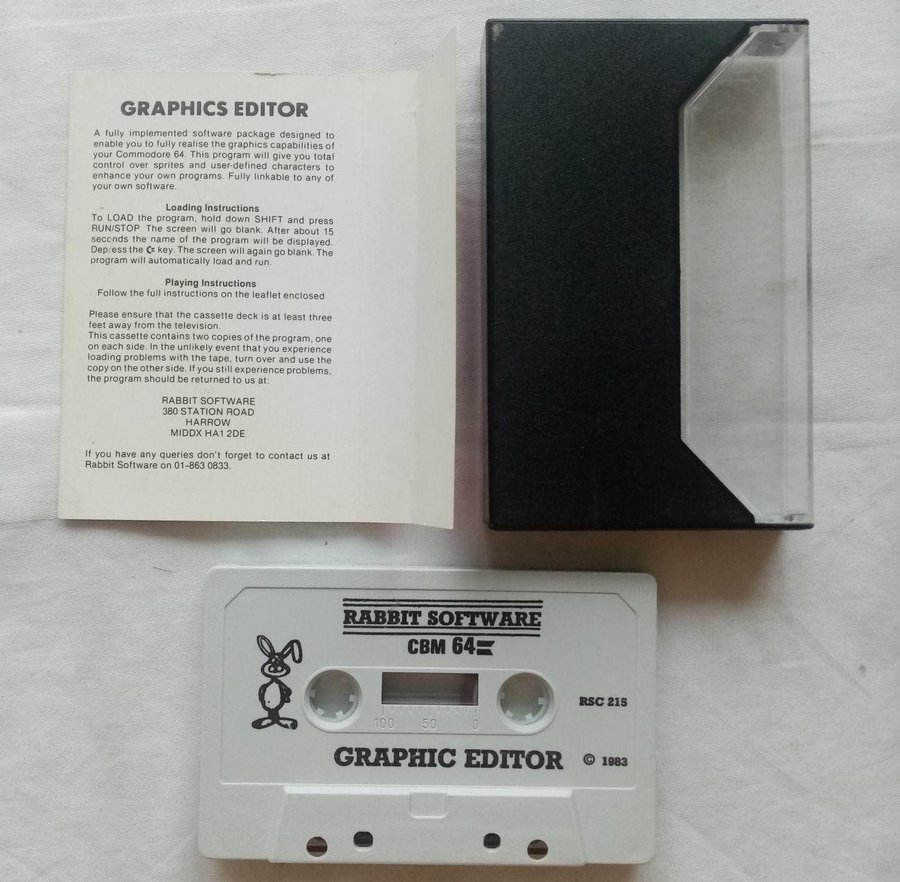 GRAPHICS EDITOR
A fully implemented software package designed to
enable you to fully realise the graphics capabilities of
your Commodore 64. This program will give you total
control over sprites and user-defined characters to
enhance your own programs. Fully linkable to any of
your own software.
Loading Instructions
To LOAD the program, hold down SHIFT and press
RUN/STOP. The screen will go blank. After about 15
seconds the name of the program will be displayed.
Depress the C= key. The screen will again go blank. The
program will automatically load and run.
Playing Instructions
Follow the full instructions on the leaflet enclosed
Please ensure that the cassette deck is at least three
feet away from the television.
This cassette contains two copies of the program, one
on each side. In the unlikely event that you experience
loading problems with the tape, turn over and use the
copy on the other side. If you still experience problems,
the program should be returned to us at:
RABBIT SOFTWARE
380 STATION ROAD
HARROW
MIDDX HA1 2DE
If you have any queries don't forget to contact us at
Rabbit Software on 01-863 0833.
RABBIT SOFTWARE
CBM 64
RSC 215
100 50 0
GRAPHIC EDITOR © 1983